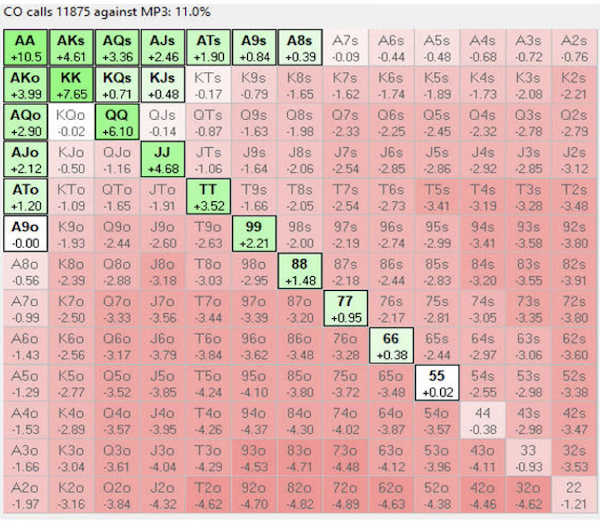 CO calls 11875 against MP3: 11.0%
AA AKs AQs AJs ATs A9s A8s A7s A6s A5s A4s A3s A2s
+10.5 +4.61 +3.36 +2.46 +1.90 +0.84 +0.39 -0.09 -0.44 -0.48 -0.68 -0.72 -0.76
AKo KK KQs KJs KTs K9s K8s K7s K6s K5s K4s K3s K2s
+3.99 +7.65 +0.71 +0.48 -0.17 -0.79 -1.65 -1.62 -1.74 -1.89 -1.73 -2.08 -2.21
AQo KQo QQ QJs QTs Q9s Q8s Q7s Q6s Q5s Q4s Q3s Q2s
+2.90 -0.02 +6.10 -0.14 -0.87 -1.63 -1.98 -2.33 -2.25 -2.45 -2.32 -2.78 -2.79
AJo KJo QJo JJ JTs J9s J8s J7s J6s J5s J4s J3s J2s
+2.12 -0.50 -1.16 +4.68 -1.06 -1.64 -2.06 -2.54 -2.85 -2.86 -2.92 -2.85 -3.12
ATo KTo QTo JTo TT T9s T8s T7s T6s T5s T4s T3s T2s
+1.20 -1.09 -1.65 -1.91 +3.52 -1.66 -2.05 -2.54 -2.73 -3.41 -3.19 -3.28 -3.48
A9o K9o Q9o J9o T9o 99 98s 97s 96s 95s 94s 93s 92s
-0.00 -1.93 -2.44 -2.60 -2.63 +2.21 -2.00 -2.19 -2.74 -2.99 -3.41 -3.58 -3.80
A8o K8o Q8o J8o T8o 98o 88 87s 86s 85s 84s 83s 82s
-0.56 -2.39 -2.88 -3.18 -3.03 -2.95 +1.48 -2.18 -2.44 -2.83 -3.20 -3.55 -3.91
A7o K7o Q7o J7o T7o 97o 87o 77 76s 75s 74s 73s 72s
-0.99 -2.50 -3.33 -3.56 -3.44 -3.39 -3.20 +0.95 -2.17 -2.81 -3.05 -3.35 -3.80
A6o K6o Q6o J6o T6o 96o 86o 76o 66 65s 64s 63s 62s
-1.43 -2.56 -3.17 -3.79 -3.84 -3.62 -3.48 -3.28 +0.38 -2.44 -2.97 -3.06 -3.60
A5o K5o Q5o J5o T5o 95o 85o 75o 65o 55 54s 53s 52s
-1.29 -2.77 -3.52 -3.85 -4.24 -4.10 -3.80 -3.72 -3.48 +0.02 -2.55 -2.98 -3.38
A4o K4o Q4o J4o T4o 94o 84o 74o 64o 54o 44 43s 42s
-1.53 -2.89 -3.57 -3.95 -4.26 -4.37 -4.30 -4.02 -3.87 -3.57 -0.38 -2.98 -3.47
A3o K3o Q3o J3o T3o 93o 83o 73o 63o 53o 43o 33 32s
-1.66 -3.04 -3.61 -4.04 -4.29 -4.53 -4.71 -4.48 -4.12 -3.96 -4.11 -0.93 -3.53
A2o K2o Q2o J2o T2o 92o 82o 72o 62o 52o 42o 32o 22
-1.97 -3.16 -3.84 -4.32 -4.62 -4.70 -4.82 -4.89 -4.63 -4.38 -4.46 -4.62 -1.21